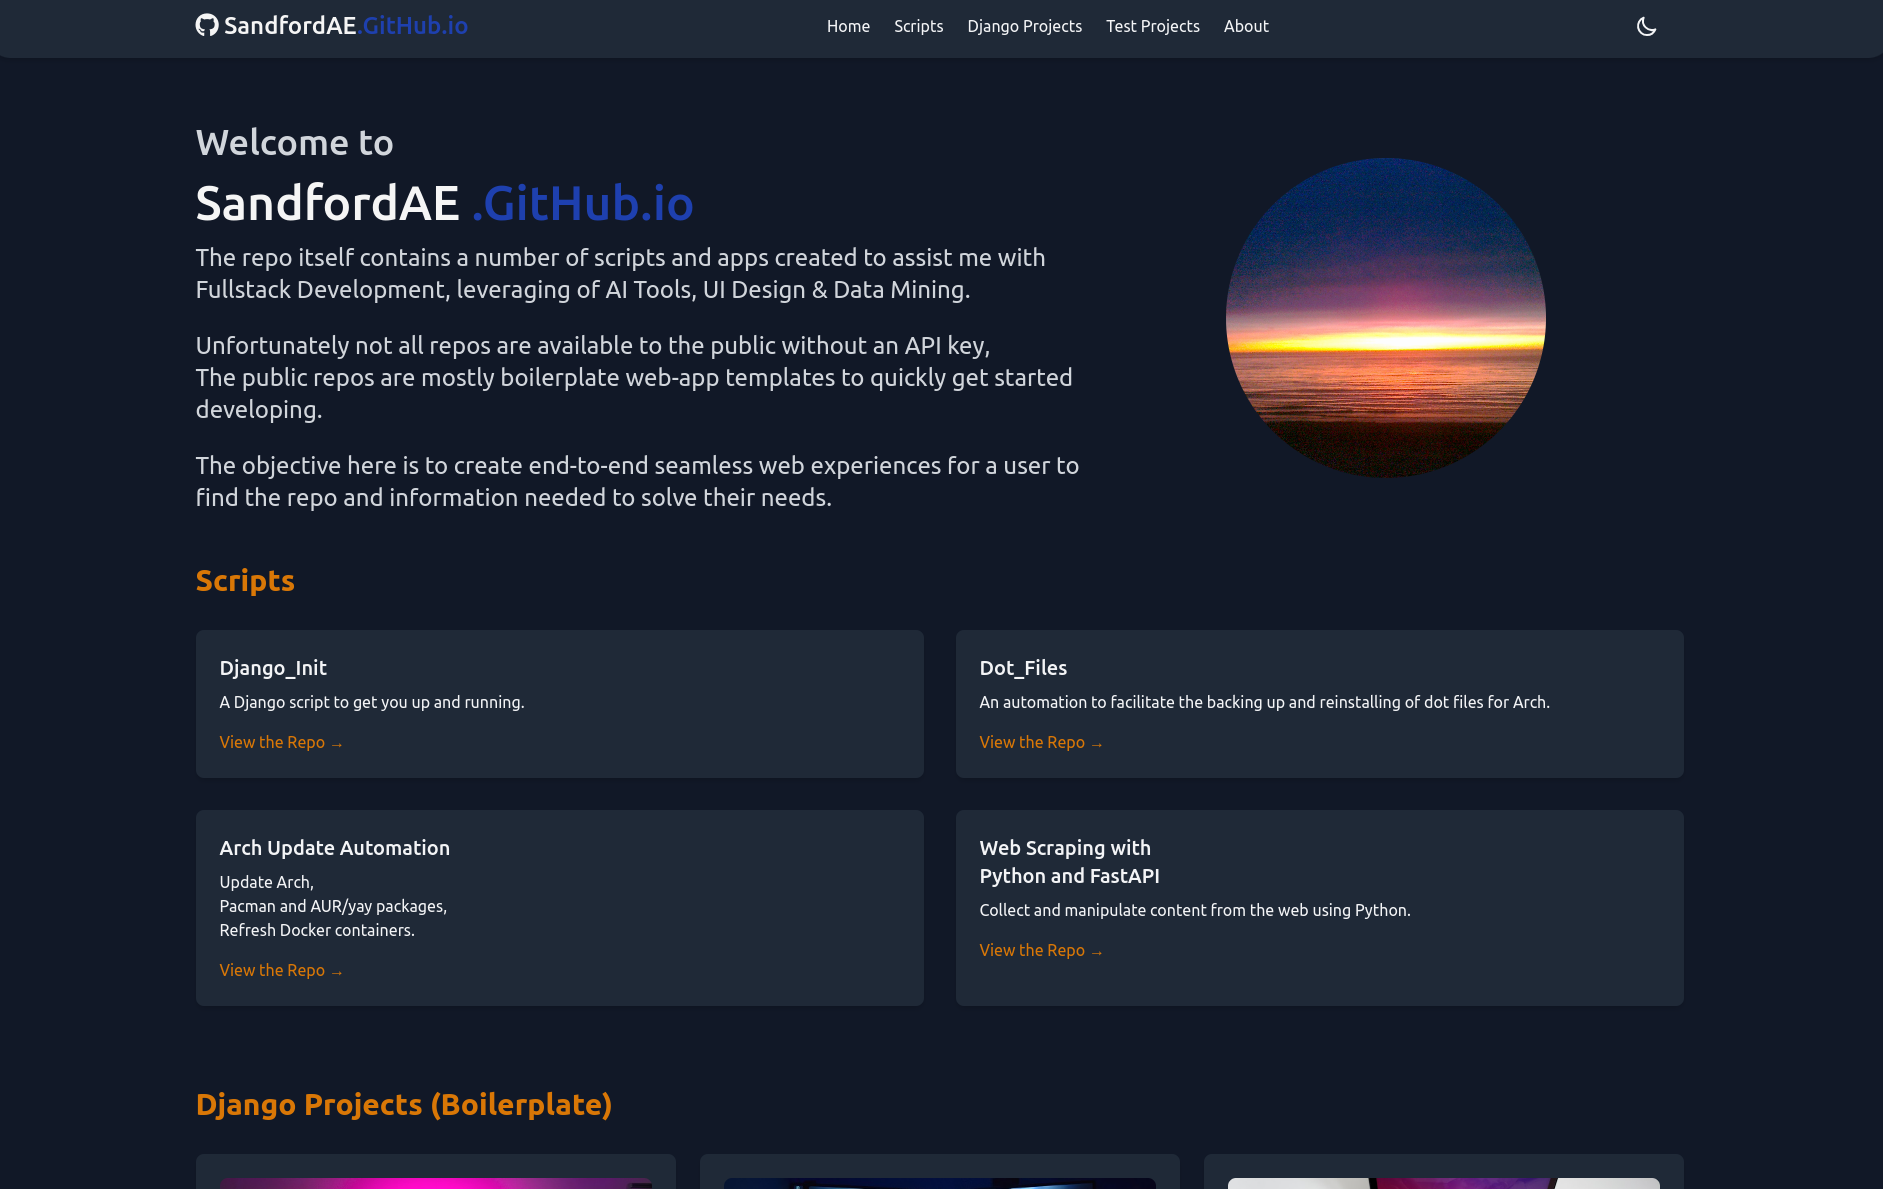 SandfordAE.GitHub.io
Home Scripts Django Projects Test Projects About
Welcome to
SandfordAE .GitHub.io
The repo itself contains a number of scripts and apps created to assist me with
Fullstack Development, leveraging of AI Tools, UI Design & Data Mining.
Unfortunately not all repos are available to the public without an API key,
The public repos are mostly boilerplate web-app templates to quickly get started
developing.
The objective here is to create end-to-end seamless web experiences for a user to
find the repo and information needed to solve their needs.
Scripts
Django_Init
A Django script to get you up and running.
View the Repo →
Dot_Files
An automation to facilitate the backing up and reinstalling of dot files for Arch.
View the Repo →
Arch Update Automation
Update Arch,
Pacman and AUR/yay packages,
Refresh Docker containers.
View the Repo →
Web Scraping with
Python and FastAPI
Collect and manipulate content from the web using Python.
View the Repo →
Django Projects (Boilerplate)